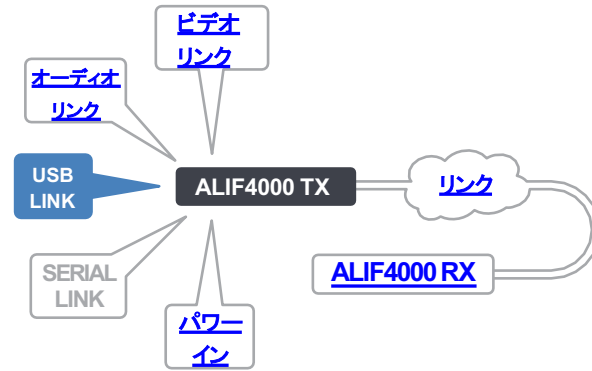 ビデオ
リンク
オーディオ
リンク
USB
LINK
ALIF4000 TX
リンク
SERIAL
LINK
ALIF4000 RX
パワー
イン